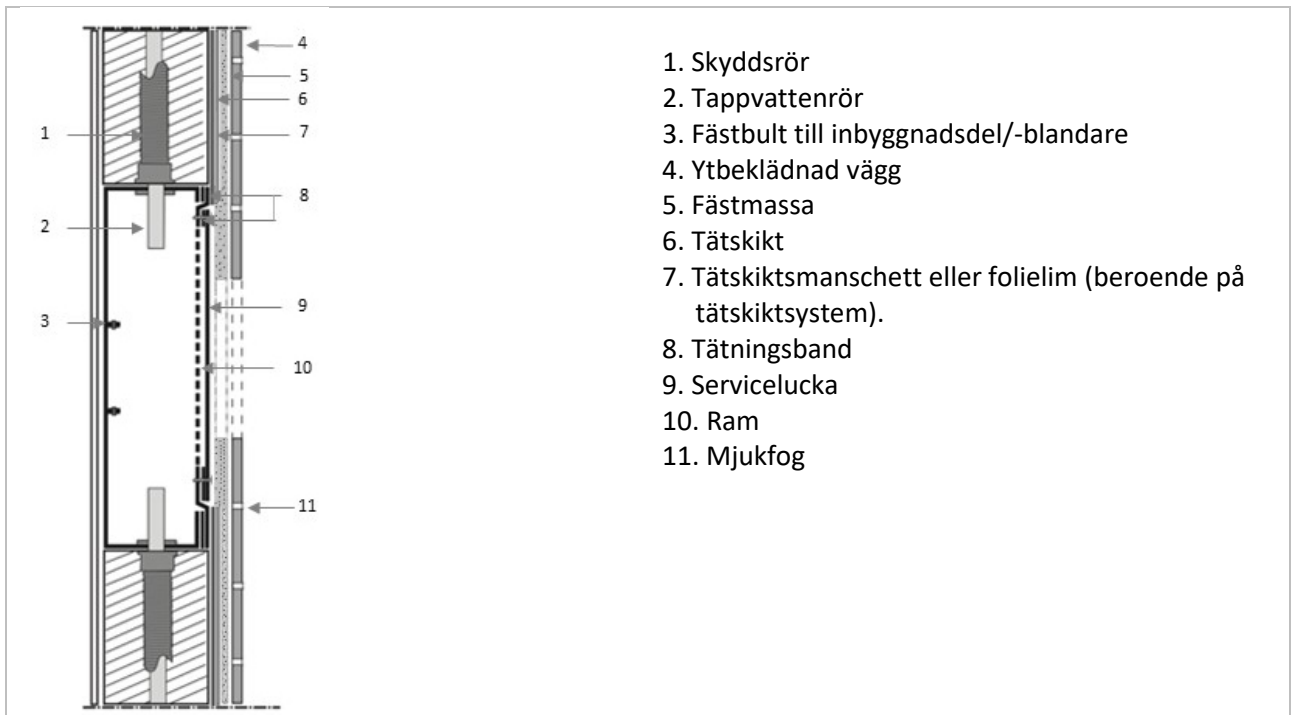 4
5
6
1
7
8
2
9
3
10
11
1. Skyddsrör
2. Tappvattenrör
3. Fästbult till inbyggnadsdel/-blandare
4. Ytbeklädnad vägg
5. Fästmassa
6. Tätskikt
7. Tätskiktsmanschett eller folielim (beroende på
tätskiktsystem).
8. Tätningsband
9. Servicelucka
10. Ram
11. Mjukfog